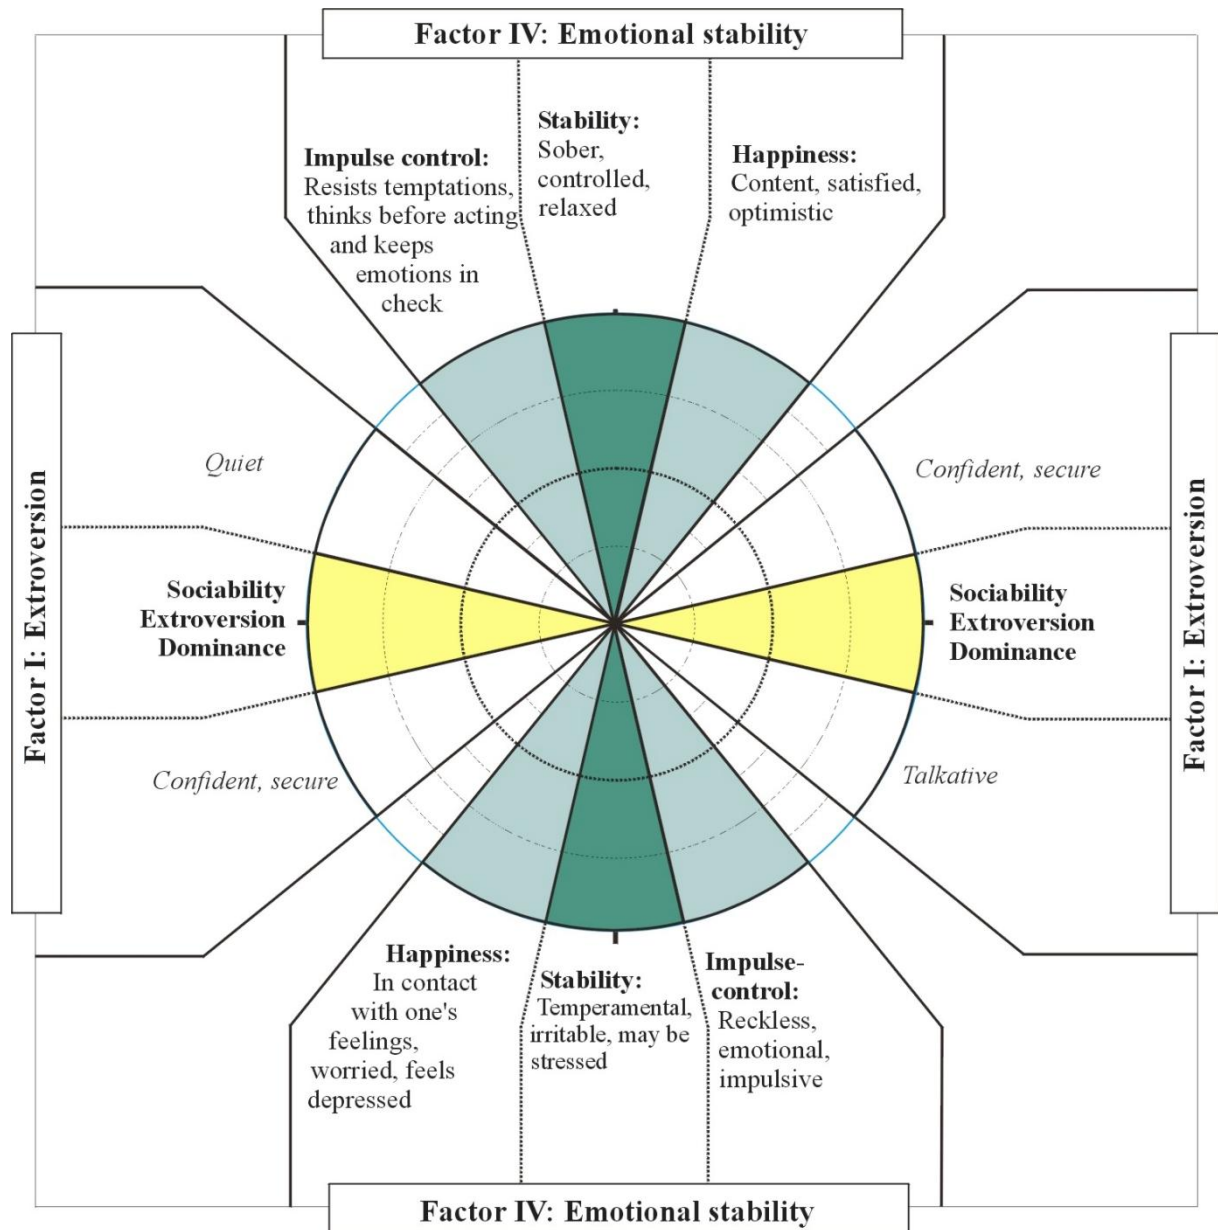 Factor IV: Emotional stability
Impulse control:
Resists temptations,
thinks before acting
and keeps
emotions in
check
Stability:
Sober,
controlled,
relaxed
Happiness:
Content, satisfied,
optimistic
Factor I: Extroversion
Quiet
Sociability
Extroversion
Dominance
Confident, secure
Confident, secure
Sociability
Extroversion
Dominance
Talkative
Factor I: Extroversion
Happiness:
In contact
with one's
feelings,
worried, feels
depressed
Stability:
Temperamental,
irritable, may be
stressed
Impulse-
control:
Reckless,
emotional,
impulsive
Factor IV: Emotional stability